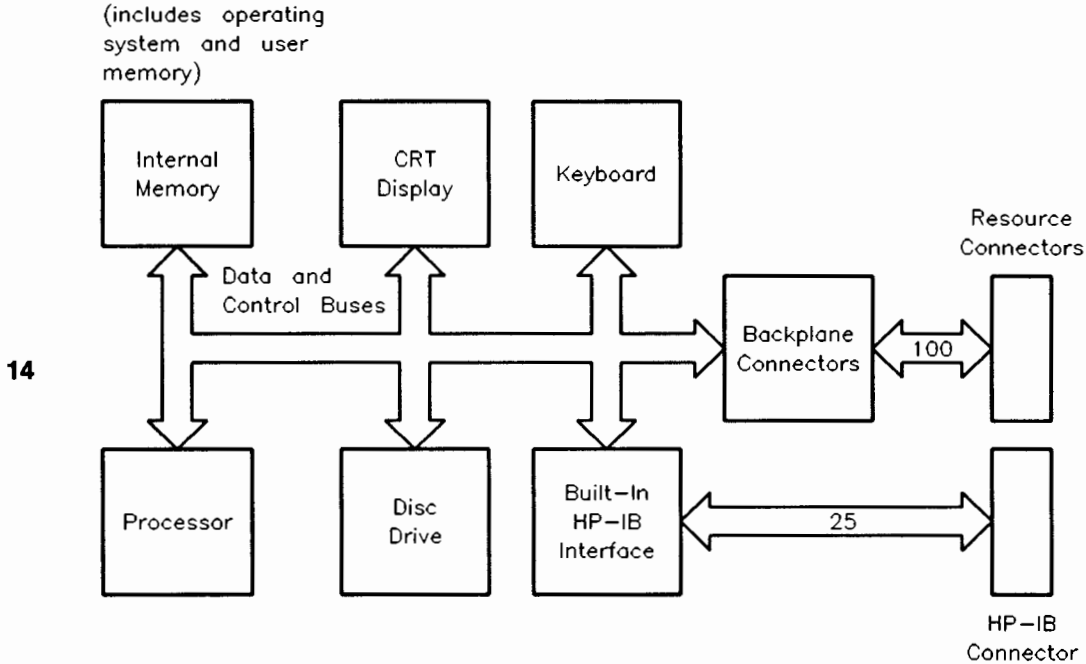 (includes operating
system and user
memory)
Internal
Memory
CRT
Display
Keyboard
Resource
Connectors
Data and
Control Buses
Backplane
Connectors
100
14
Processor
Disc
Drive
Built-In
HP-IB
Interface
25
HP-IB
Connector